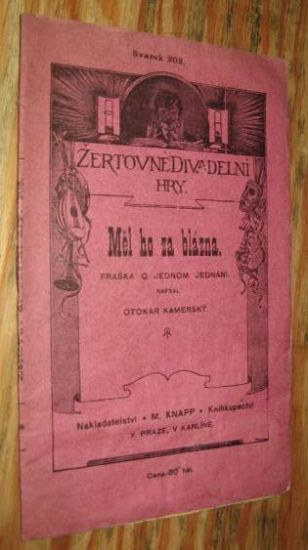 Svazek 203.
ŽERTOVNÉ DIVADELNÍ
HRY.
Měl ho za blázna.
FRAŠKA O JEDNOM JEDNÁNÍ.
NAPSAL
OTOKAR KAMERSKÝ.
Nakladatelství * M. KNAPP * Knihkupectví
V PRAZE, V KARLÍNE.
Cena 80 hal.